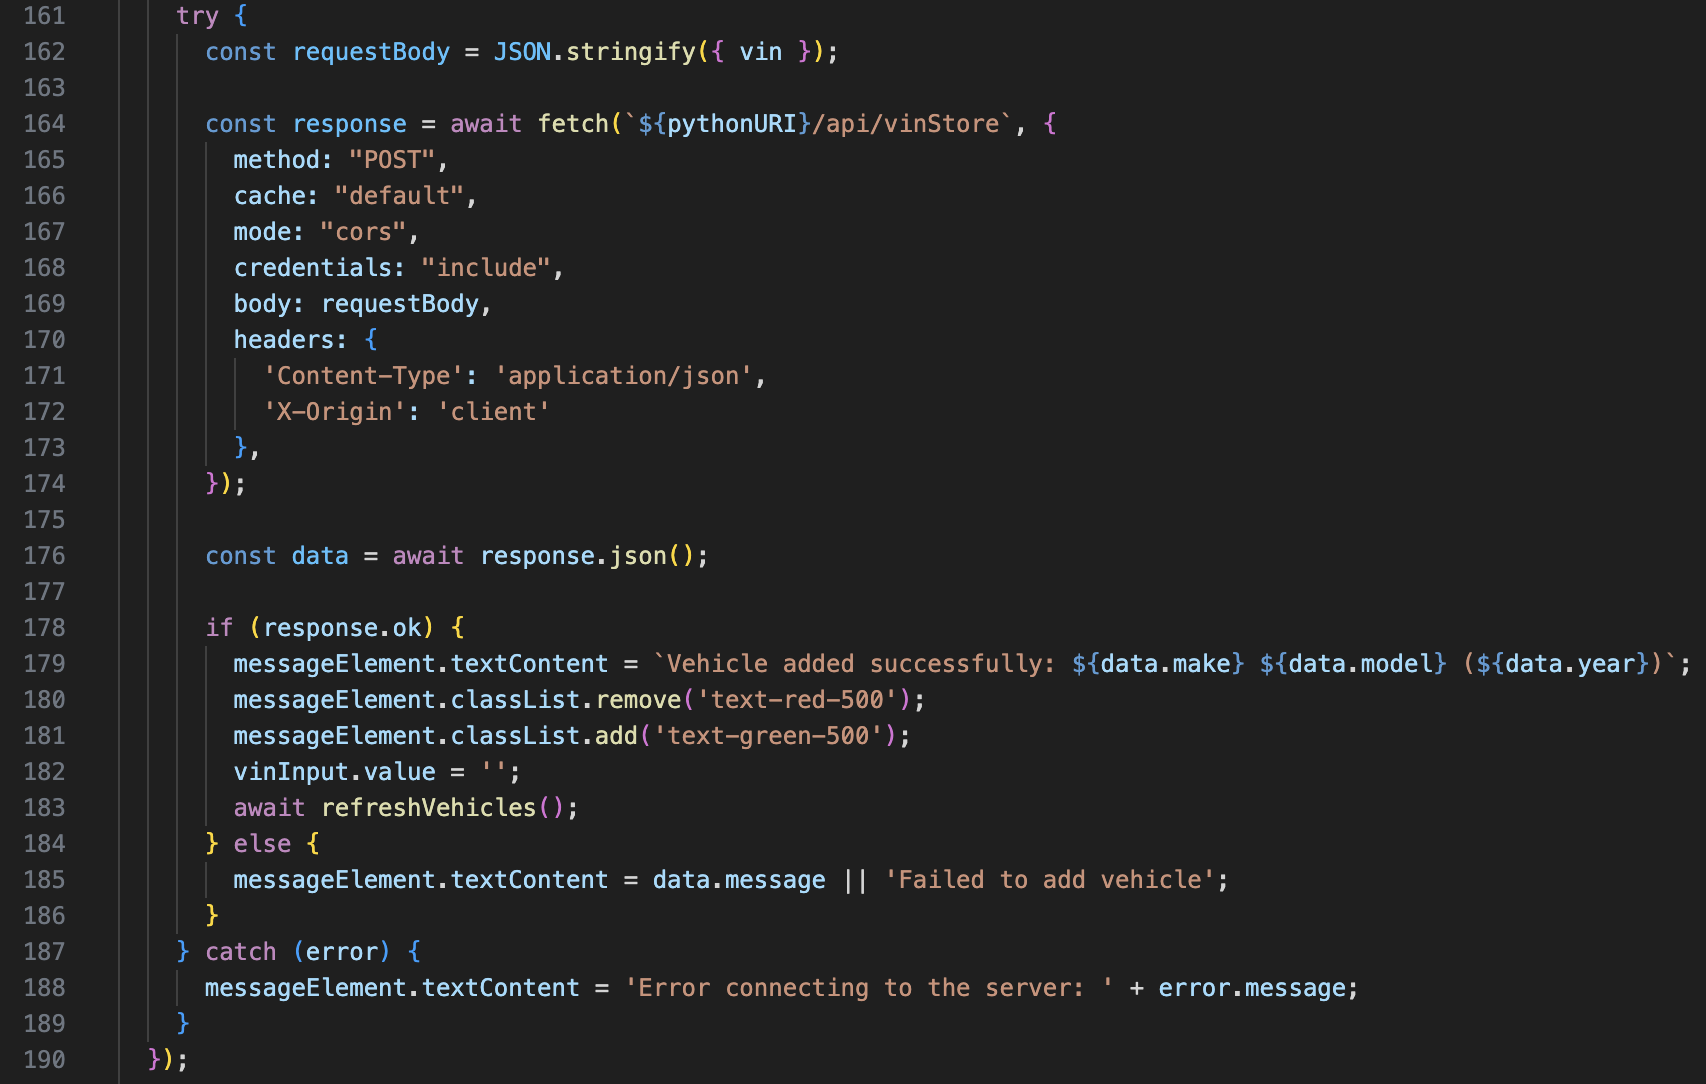 161 try {
162 const requestBody = JSON.stringify({ vin });
163
164 const response = await fetch(`${pythonURI}/api/vinStore`, {
165 method: "POST",
166 cache: "default",
167 mode: "cors",
168 credentials: "include",
169 body: requestBody,
170 headers: {
171 'Content-Type': 'application/json',
172 'X-Origin': 'client'
173 },
174 });
175
176 const data = await response.json();
177
178 if (response.ok) {
179 messageElement.textContent = `Vehicle added successfully: ${data.make} ${data.model} (${data.year})`;
180 messageElement.classList.remove('text-red-500');
181 messageElement.classList.add('text-green-500');
182 vinInput.value = '';
183 await refreshVehicles();
184 } else {
185 messageElement.textContent = data.message || 'Failed to add vehicle';
186 }
187 } catch (error) {
188 messageElement.textContent = 'Error connecting to the server: ' + error.message;
189 }
190 });